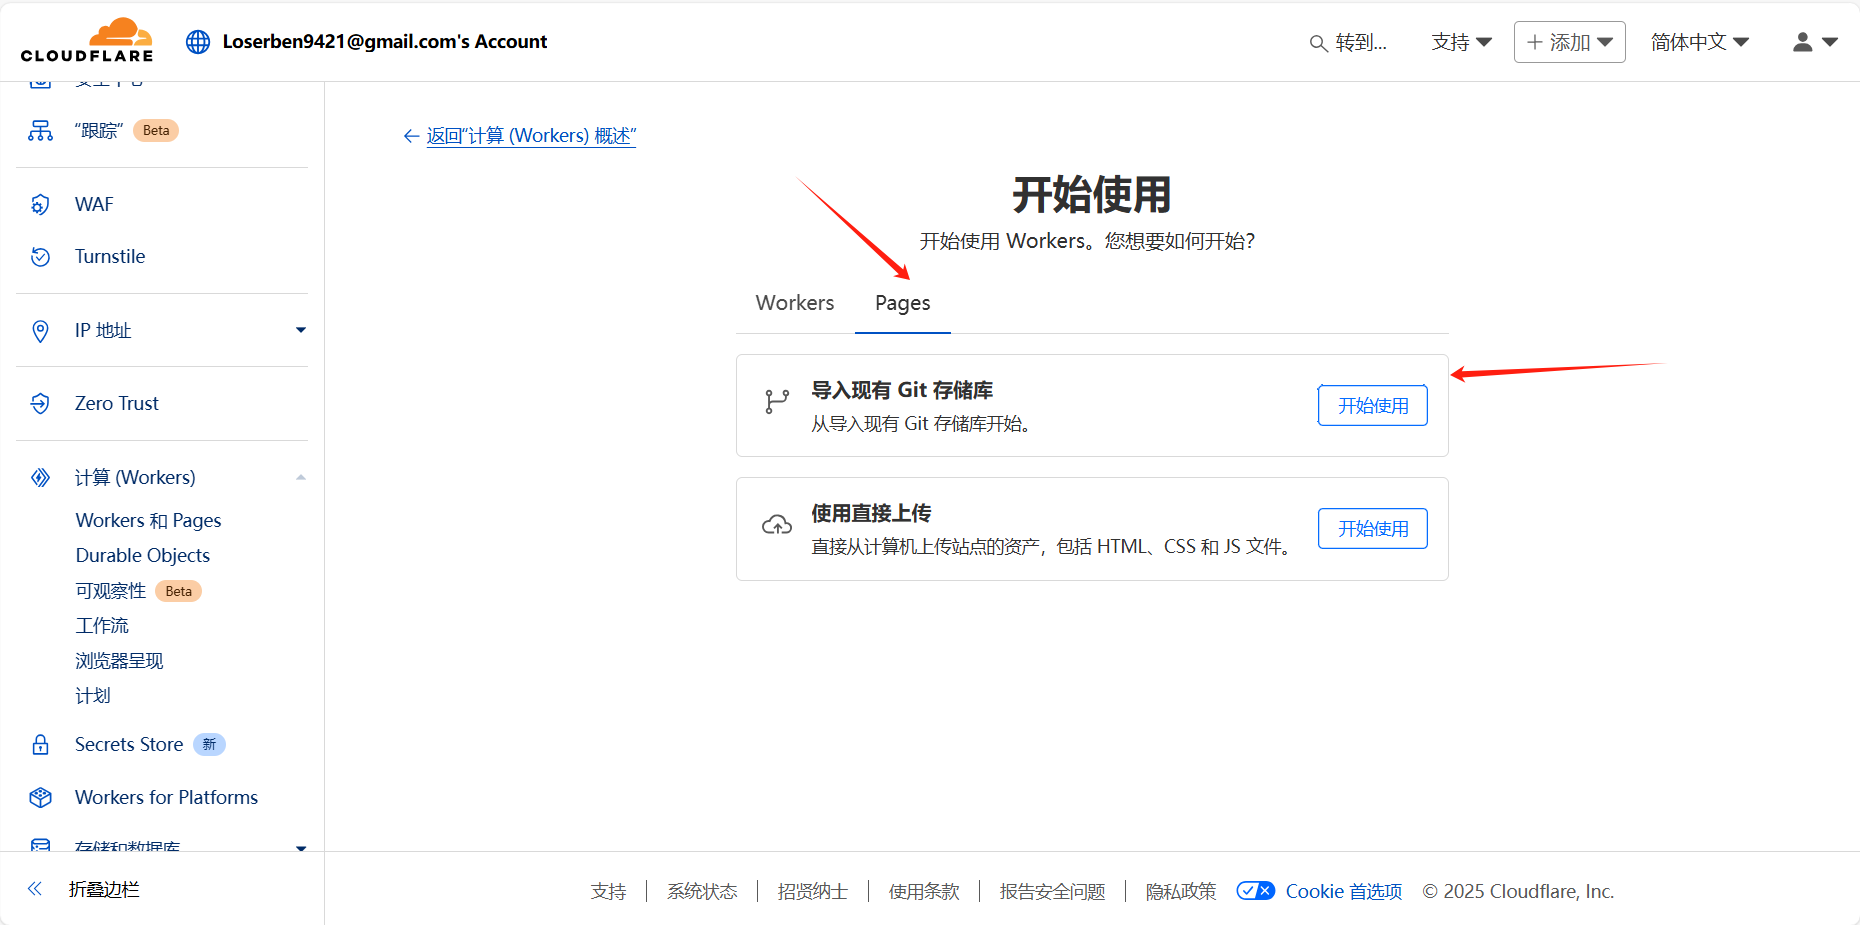 CLOUDFLARE
Loserben9421@gmail.com's Account
转到...
支持
添加
简体中文
安全中心
“跟踪” Beta
WAF
Turnstile
IP 地址
Zero Trust
计算 (Workers)
Workers 和 Pages
Durable Objects
可观察性 Beta
工作流
浏览器呈现
计划
Secrets Store 新
Workers for Platforms
存储和数据库
折叠边栏
返回“计算 (Workers) 概述”
开始使用
开始使用 Workers。您想要如何开始？
Workers
Pages
导入现有 Git 存储库
从导入现有 Git 存储库开始。
开始使用
使用直接上传
直接从计算机上传站点的资产，包括 HTML、CSS 和 JS 文件。
开始使用
支持
系统状态
招贤纳士
使用条款
报告安全问题
隐私政策
Cookie 首选项
© 2025 Cloudflare, Inc.